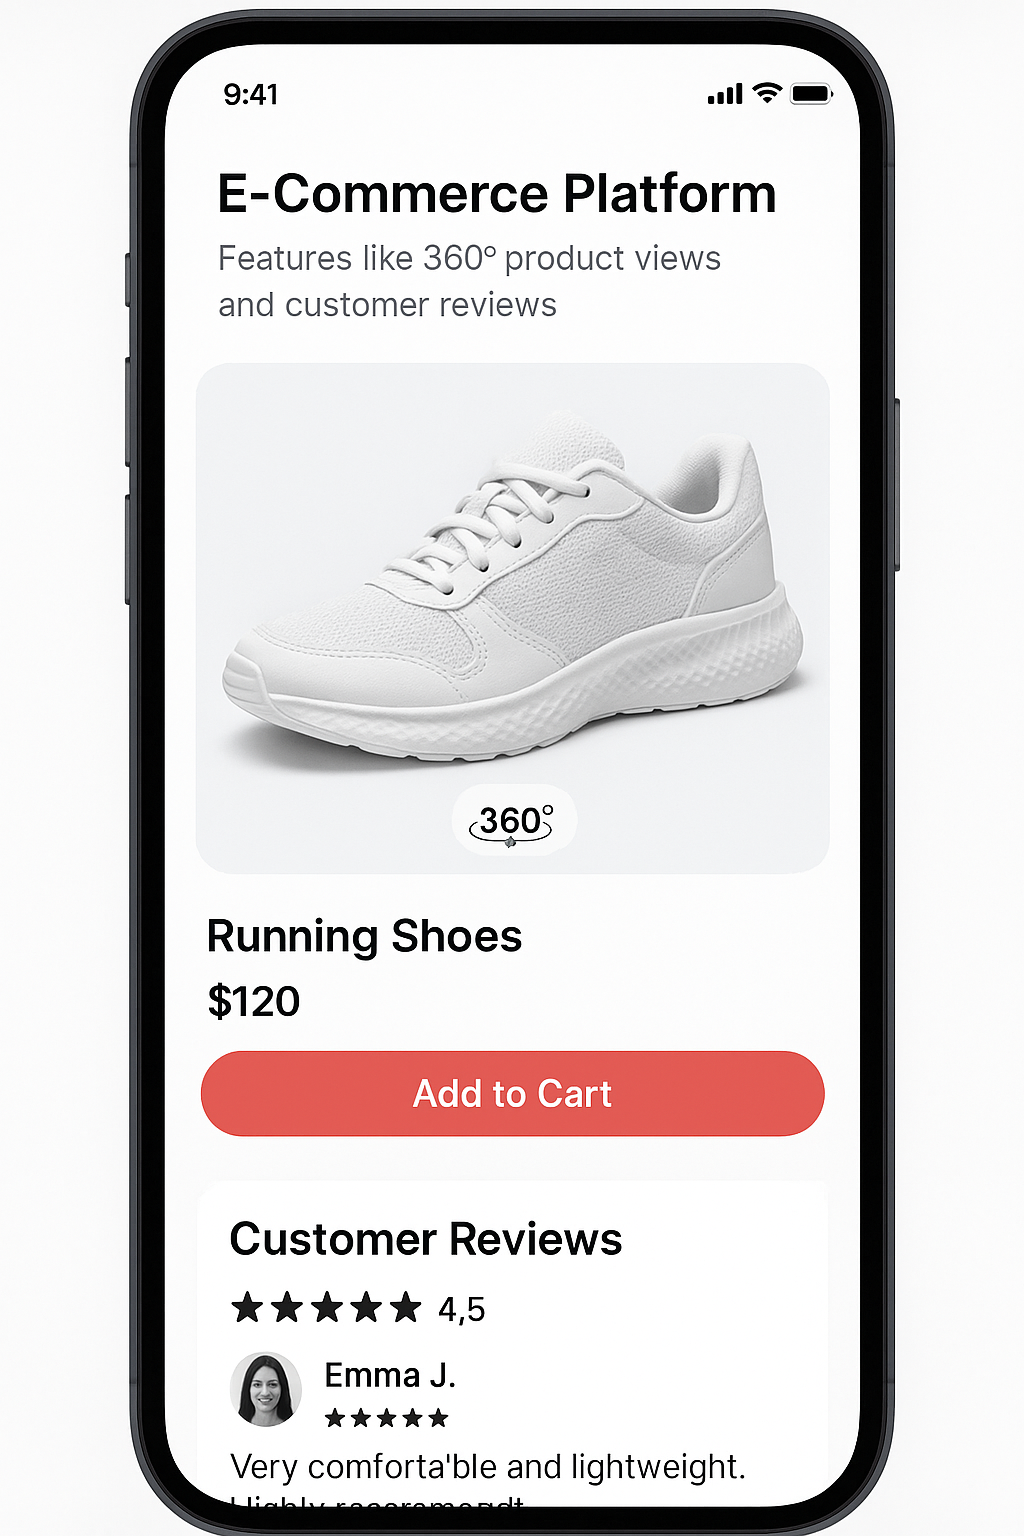 9:41
E-Commerce Platform
Features like 360° product views
and customer reviews
360°
Running Shoes
$120
Add to Cart
Customer Reviews
4,5
Emma J.
Very comforta'ble and lightweight.
Highly